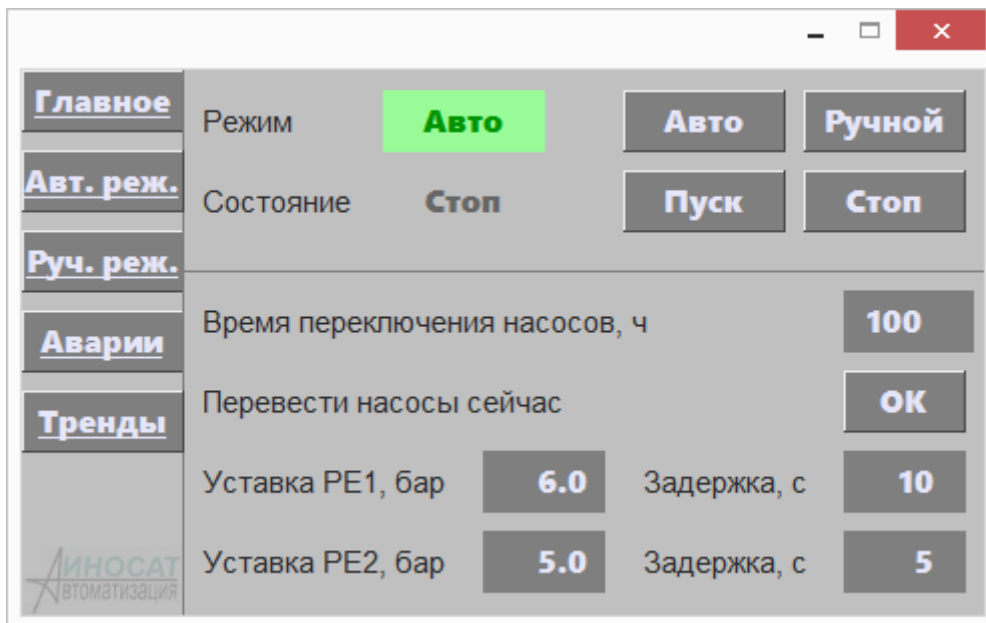 Главное
Авт. реж.
Руч. реж.
Аварии
Тренды
ИНОСАТ
Автоматизация
Режим Авто Авто Ручной
Состояние Стоп Пуск Стоп
Время переключения насосов, ч 100
Перевести насосы сейчас ОК
Уставка PE1, бар 6.0 Задержка, с 10
Уставка PE2, бар 5.0 Задержка, с 5